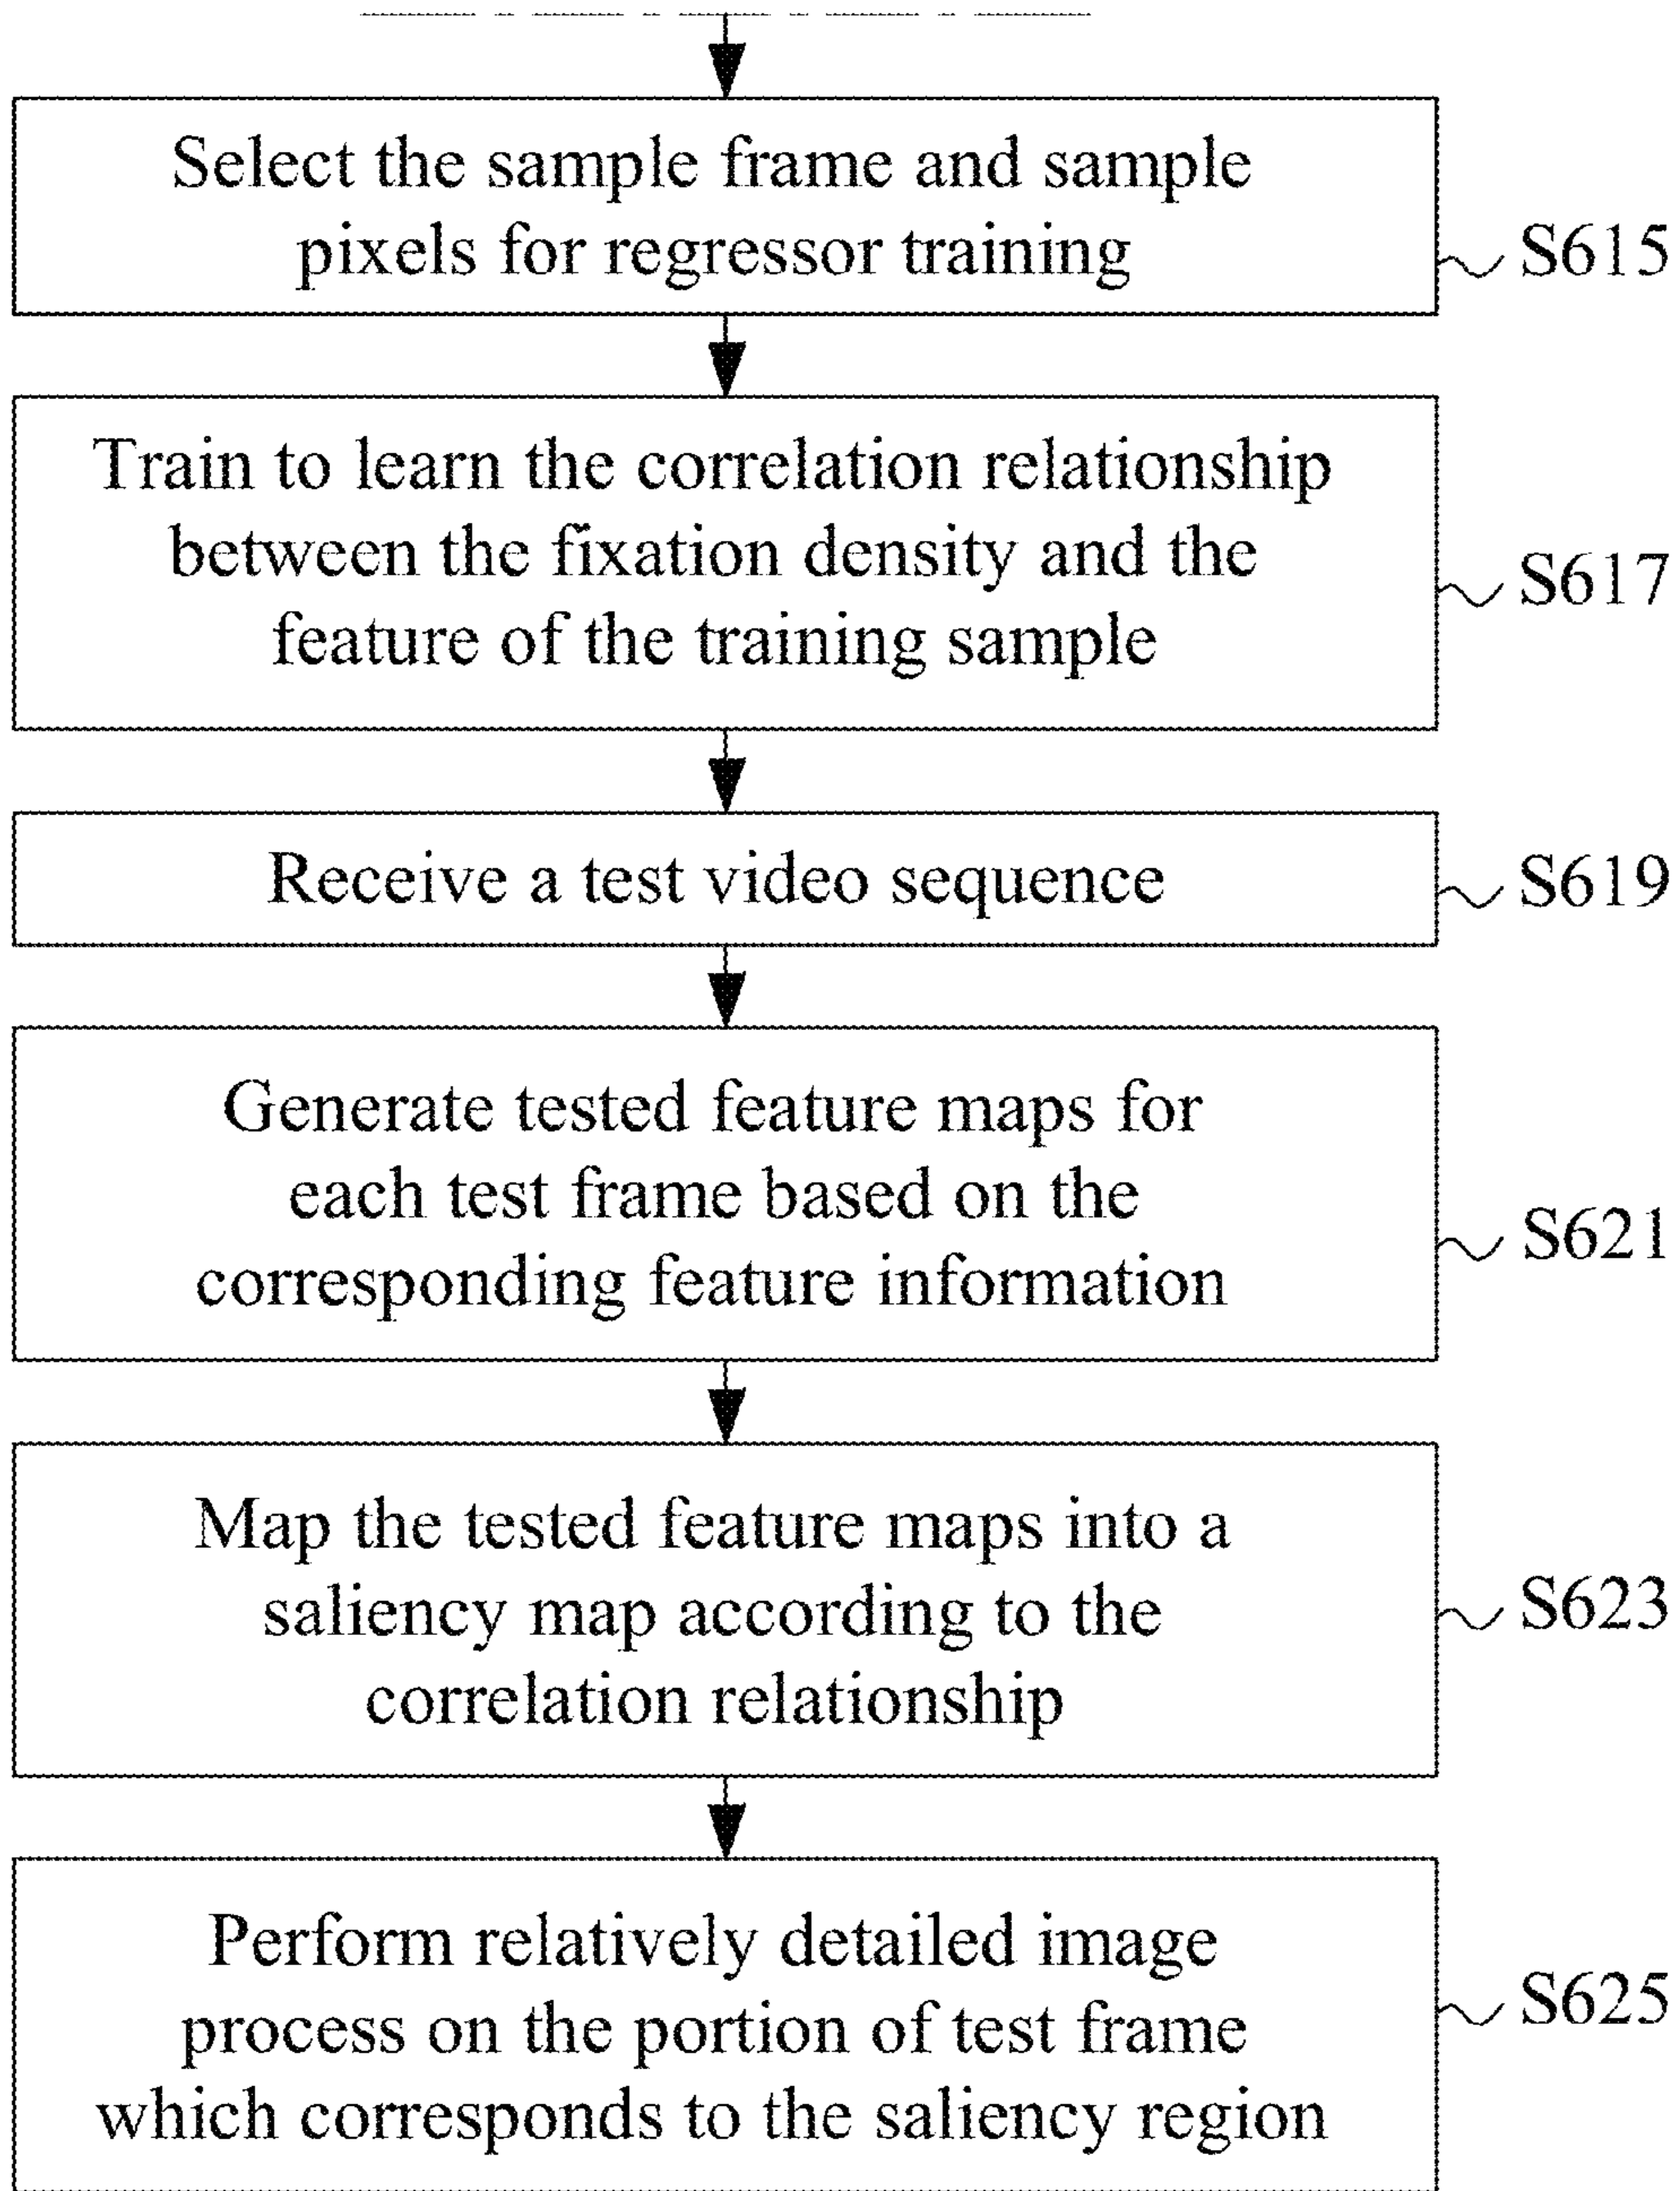 Select the sample frame and sample
pixels for regressor training
S615
Train to learn the correlation relationship
between the fixation density and the
feature of the training sample
S617
Receive a test video sequence
S619
Generate tested feature maps for
each test frame based on the
corresponding feature information
S621
Map the tested feature maps into a
saliency map according to the
correlation relationship
S623
Perform relatively detailed image
process on the portion of test frame
which corresponds to the saliency region
S625